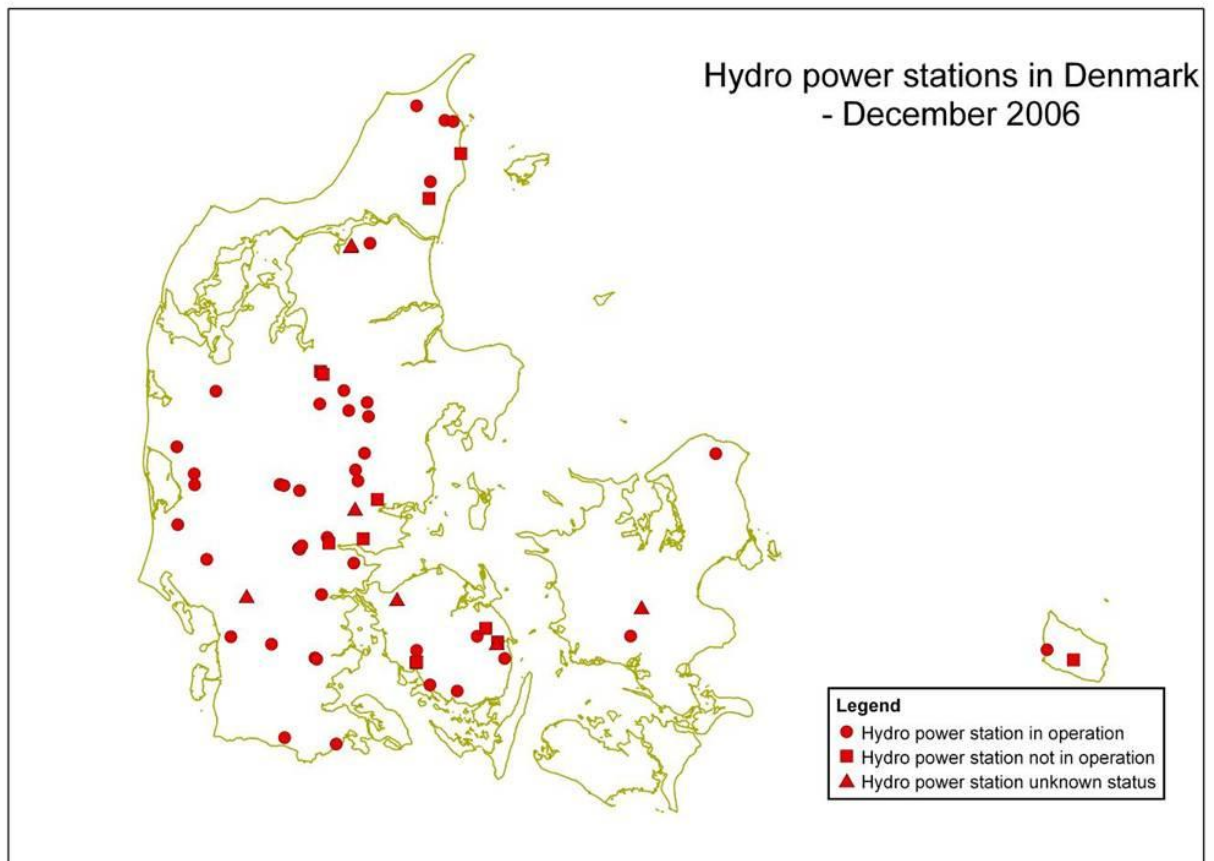 Hydro power stations in Denmark
- December 2006
Legend
Hydro power station in operation
Hydro power station not in operation
Hydro power station unknown status